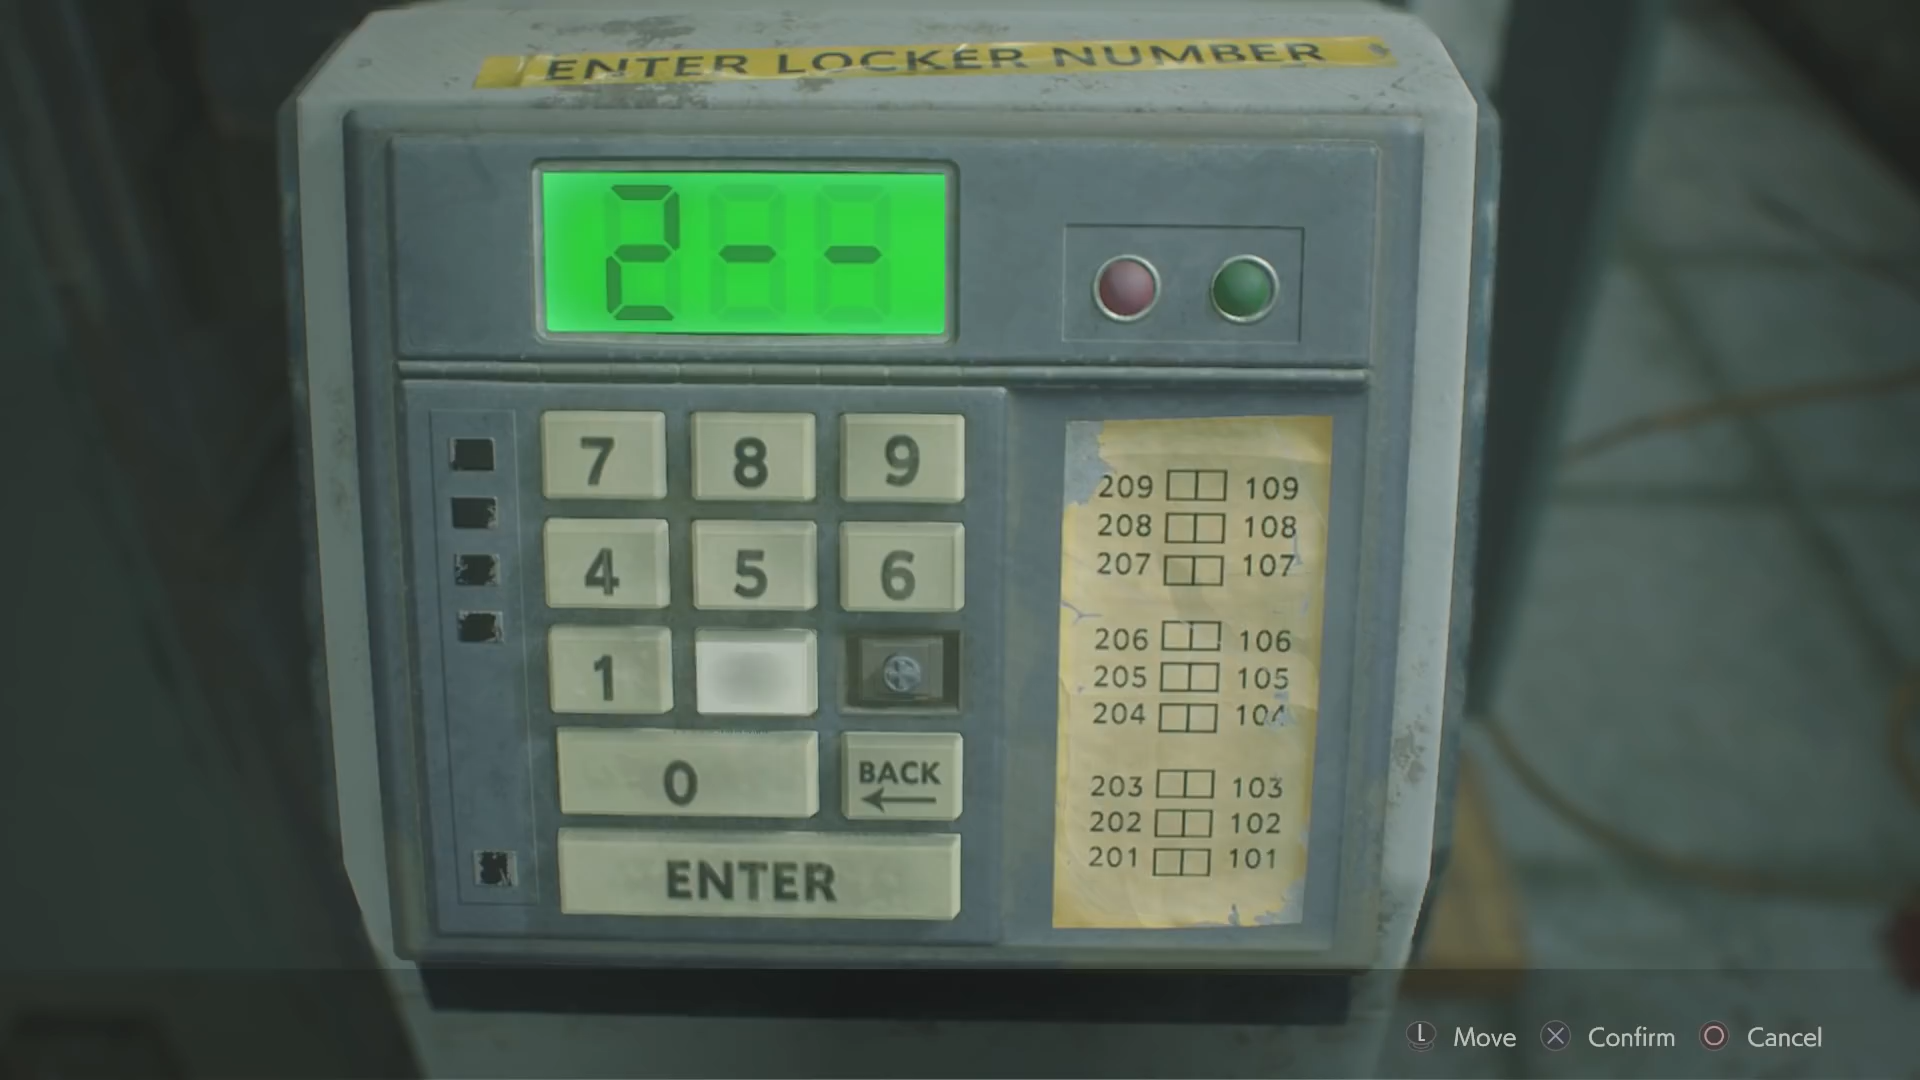 ENTER LOCKER NUMBER
2--
7 8 9
4 5 6
1
0 BACK
ENTER
209 109
208 108
207 107
206 106
205 105
204 104
203 103
202 102
201 101
L Move X Confirm O Cancel